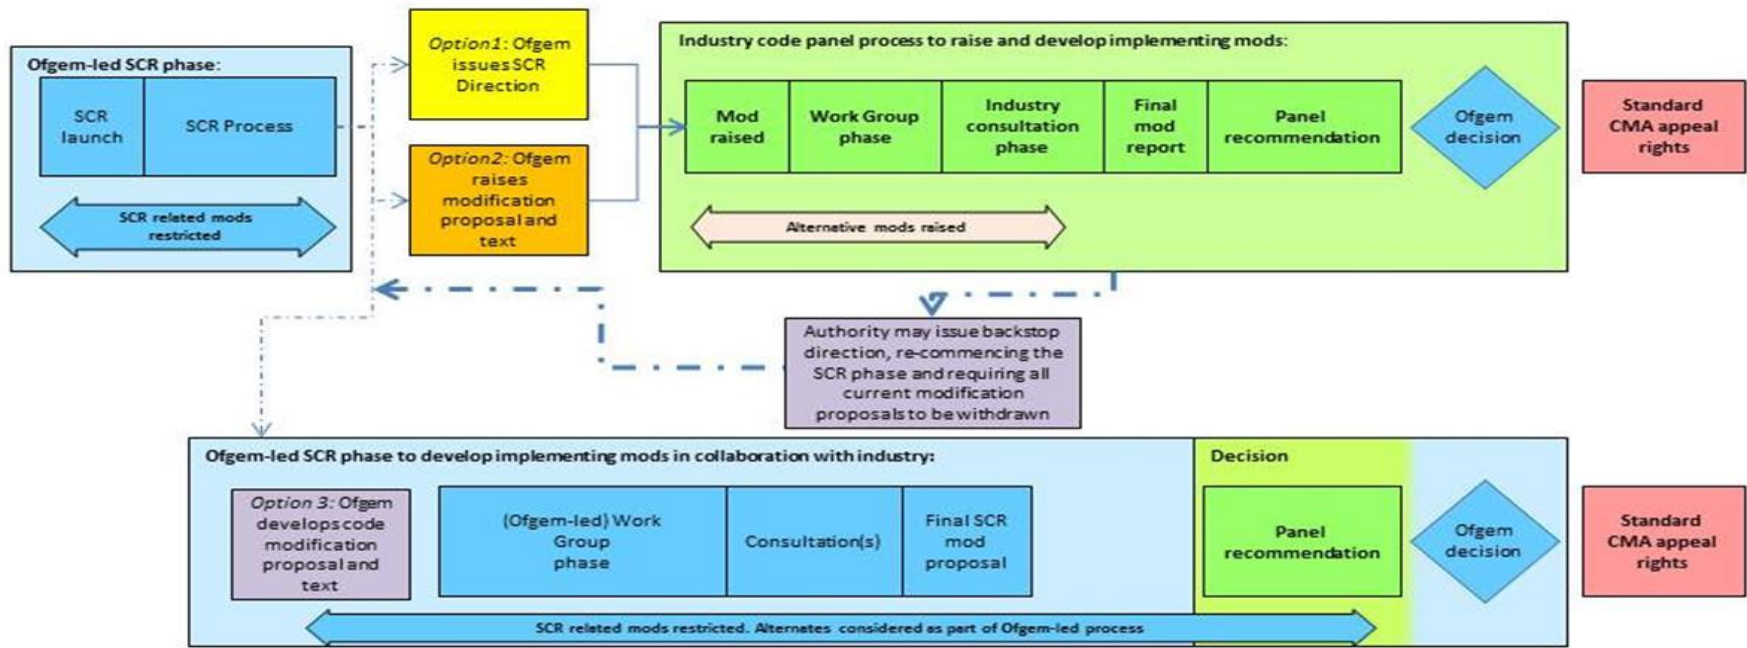 Ofgem-led SCR phase:
SCR
launch
SCR Process
SCR related mods
restricted
Option1: Ofgem
issues SCR
Direction
Option2: Ofgem
raises
modification
proposal and
text
Industry code panel process to raise and develop implementing mods:
Mod
raised
Work Group
phase
Industry
consultation
phase
Final
mod
report
Panel
recommendation
Ofgem
decision
Alternative mods raised
Standard
CMA appeal
rights
Authority may issue backstop
direction, re-commencing the
SCR phase and requiring all
current modification
proposals to be withdrawn
Ofgem-led SCR phase to develop implementing mods in collaboration with industry:
Option 3: Ofgem
develops code
modification
proposal and
text
(Ofgem-led) Work
Group
phase
Consultation(s)
Final SCR
mod
proposal
Decision
Panel
recommendation
Ofgem
decision
SCR related mods restricted. Alternates considered as part of Ofgem-led process
Standard
CMA appeal
rights